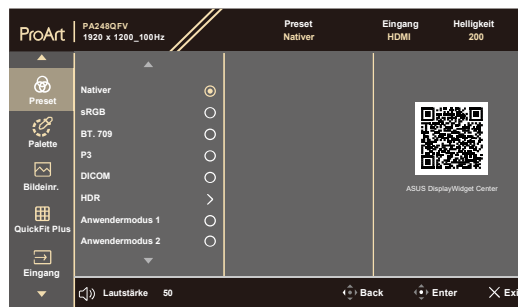 ProArt
PA248QFV
1920 x 1200_100Hz
Preset
Nativer
Eingang
HDMI
Helligkeit
200
Preset
Palette
Bildeinr.
QuickFit Plus
Eingang
Nativer
sRGB
BT. 709
P3
DICOM
HDR
Anwendermodus 1
Anwendermodus 2
ASUS DisplayWidget Center
Lautstärke 50
Back
Enter
Exi